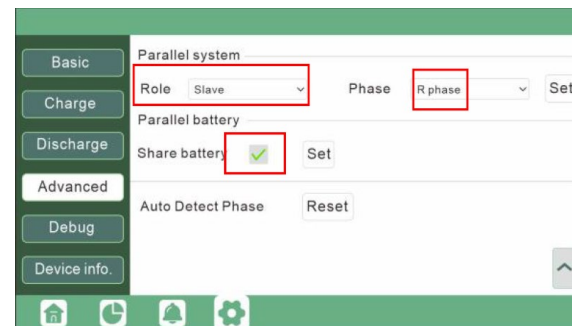 Basic
Charge
Discharge
Advanced
Debug
Device info.
Parallel system
Role Slave Phase R phase Set
Parallel battery
Share battery Set
Auto Detect Phase Reset